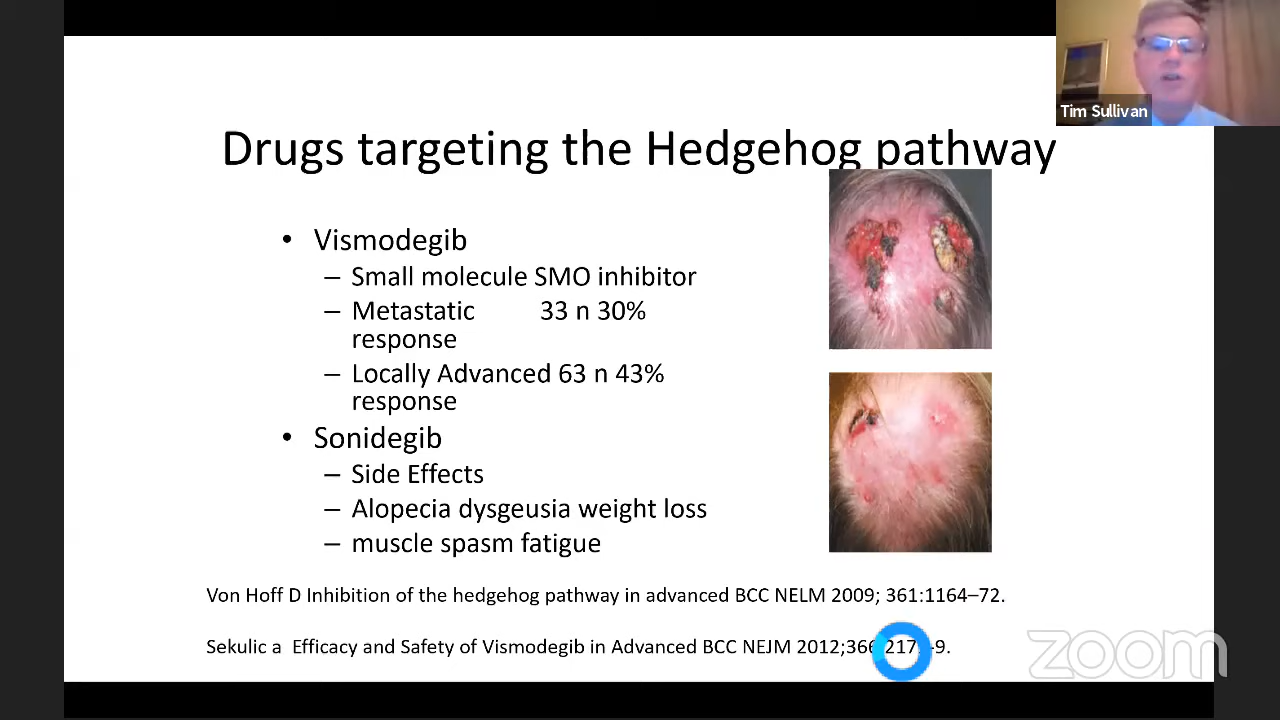 Tim Sullivan
Drugs targeting the Hedgehog pathway
• Vismodegib
– Small molecule SMO inhibitor
– Metastatic 33 n 30%
response
– Locally Advanced 63 n 43%
response
• Sonidegib
– Side Effects
– Alopecia dysgeusia weight loss
– muscle spasm fatigue
Von Hoff D Inhibition of the hedgehog pathway in advanced BCC NELM 2009; 361:1164–72.
Sekulic a Efficacy and Safety of Vismodegib in Advanced BCC NEJM 2012;
zoom